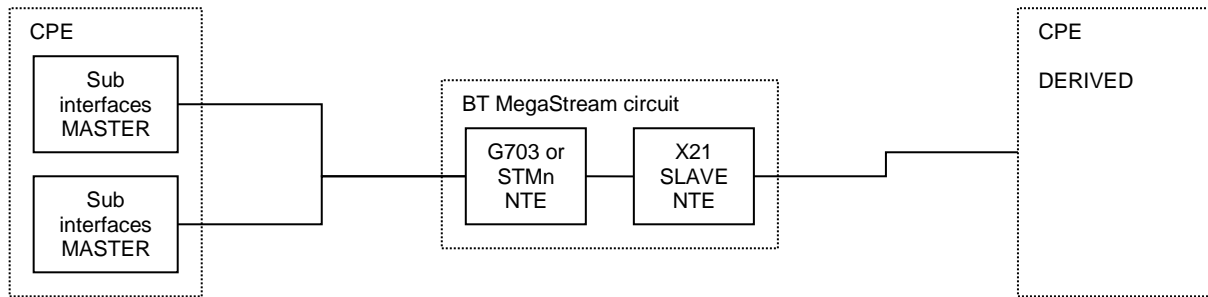 CPE
Sub
interfaces
MASTER
Sub
interfaces
MASTER
BT MegaStream circuit
G703 or
STMn
NTE
X21
SLAVE
NTE
CPE
DERIVED